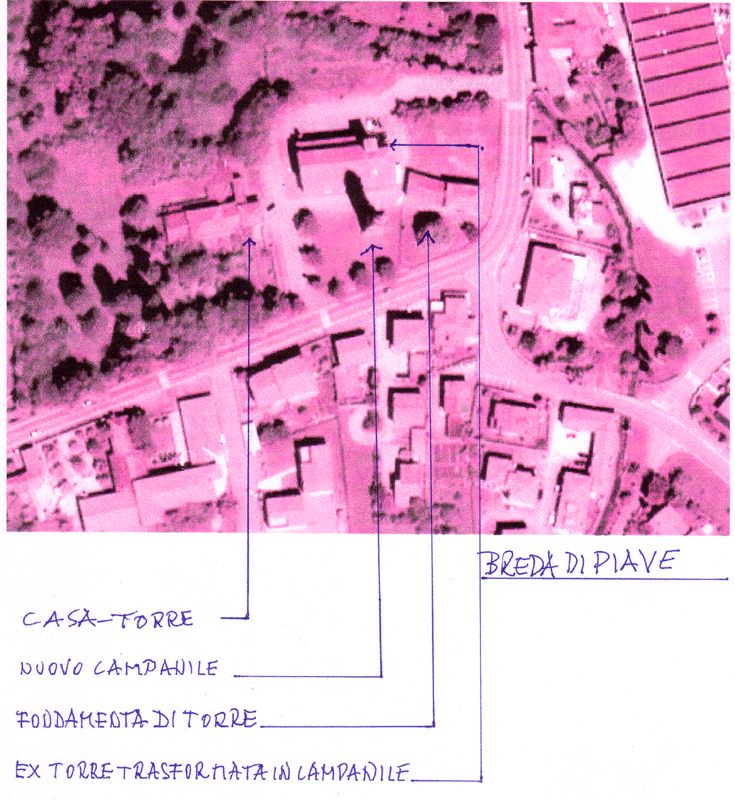 BREDA DI PIAVE
CASA-TORRE
NUOVO CAMPANILE
FONDAMENTA DI TORRE
EX TORRE TRASFORMATA IN CAMPANILE